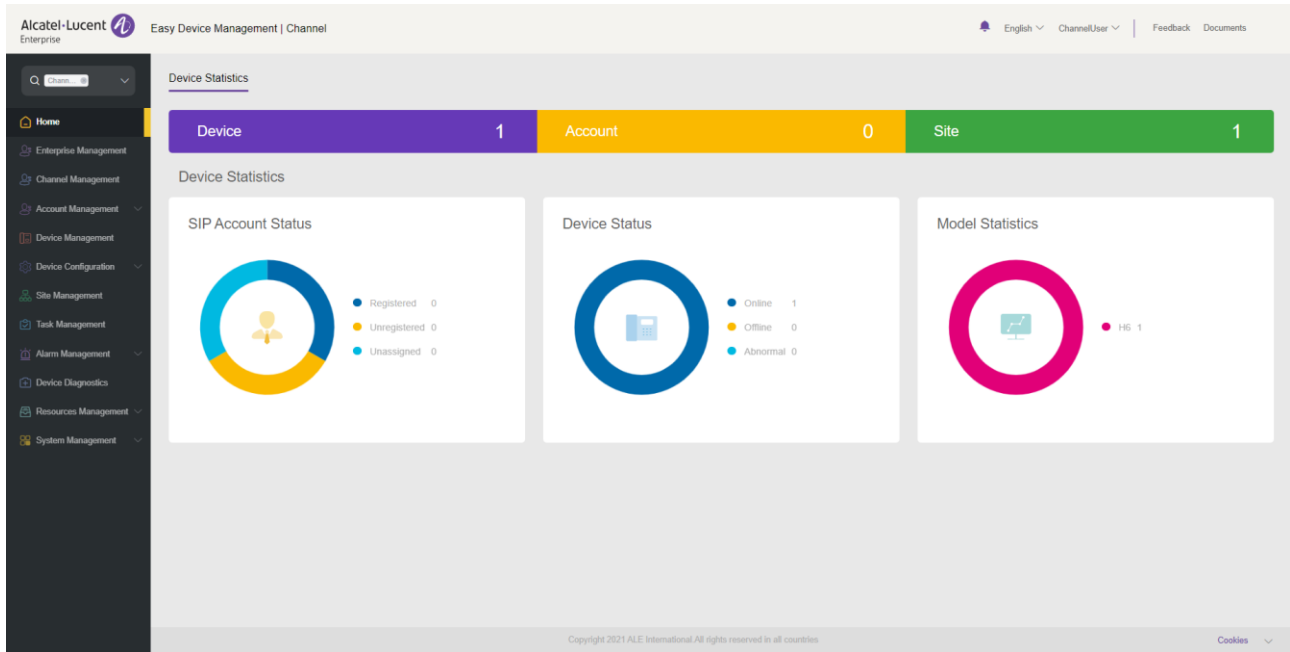 Alcatel·Lucent
Enterprise
Easy Device Management | Channel
English
ChannelUser
Feedback
Documents
Chann...
Device Statistics
Home
Enterprise Management
Channel Management
Account Management
Device Management
Device Configuration
Site Management
Task Management
Alarm Management
Device Diagnostics
Resources Management
System Management
Device 1
Account 0
Site 1
Device Statistics
SIP Account Status
Registered 0
Unregistered 0
Unassigned 0
Device Status
Online 1
Offline 0
Abnormal 0
Model Statistics
H6 1
Copyright 2021 ALE International.All rights reserved in all countries
Cookies